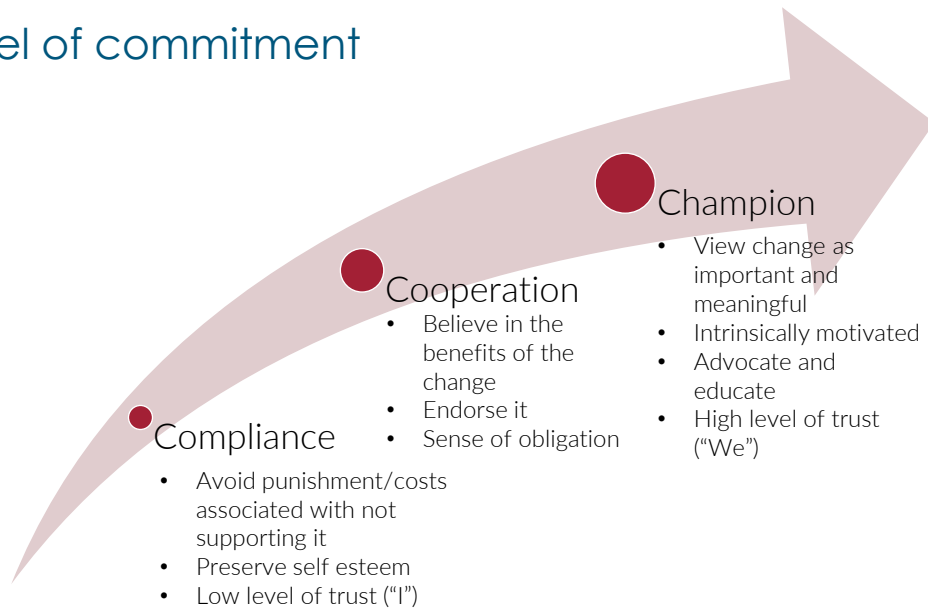 el of commitment
Champion
• View change as
important and
meaningful
• Intrinsically motivated
• Advocate and
educate
• High level of trust
("We")
Cooperation
• Believe in the
benefits of the
change
• Endorse it
• Sense of obligation
Compliance
• Avoid punishment/costs
associated with not
supporting it
• Preserve self esteem
• Low level of trust ("I")